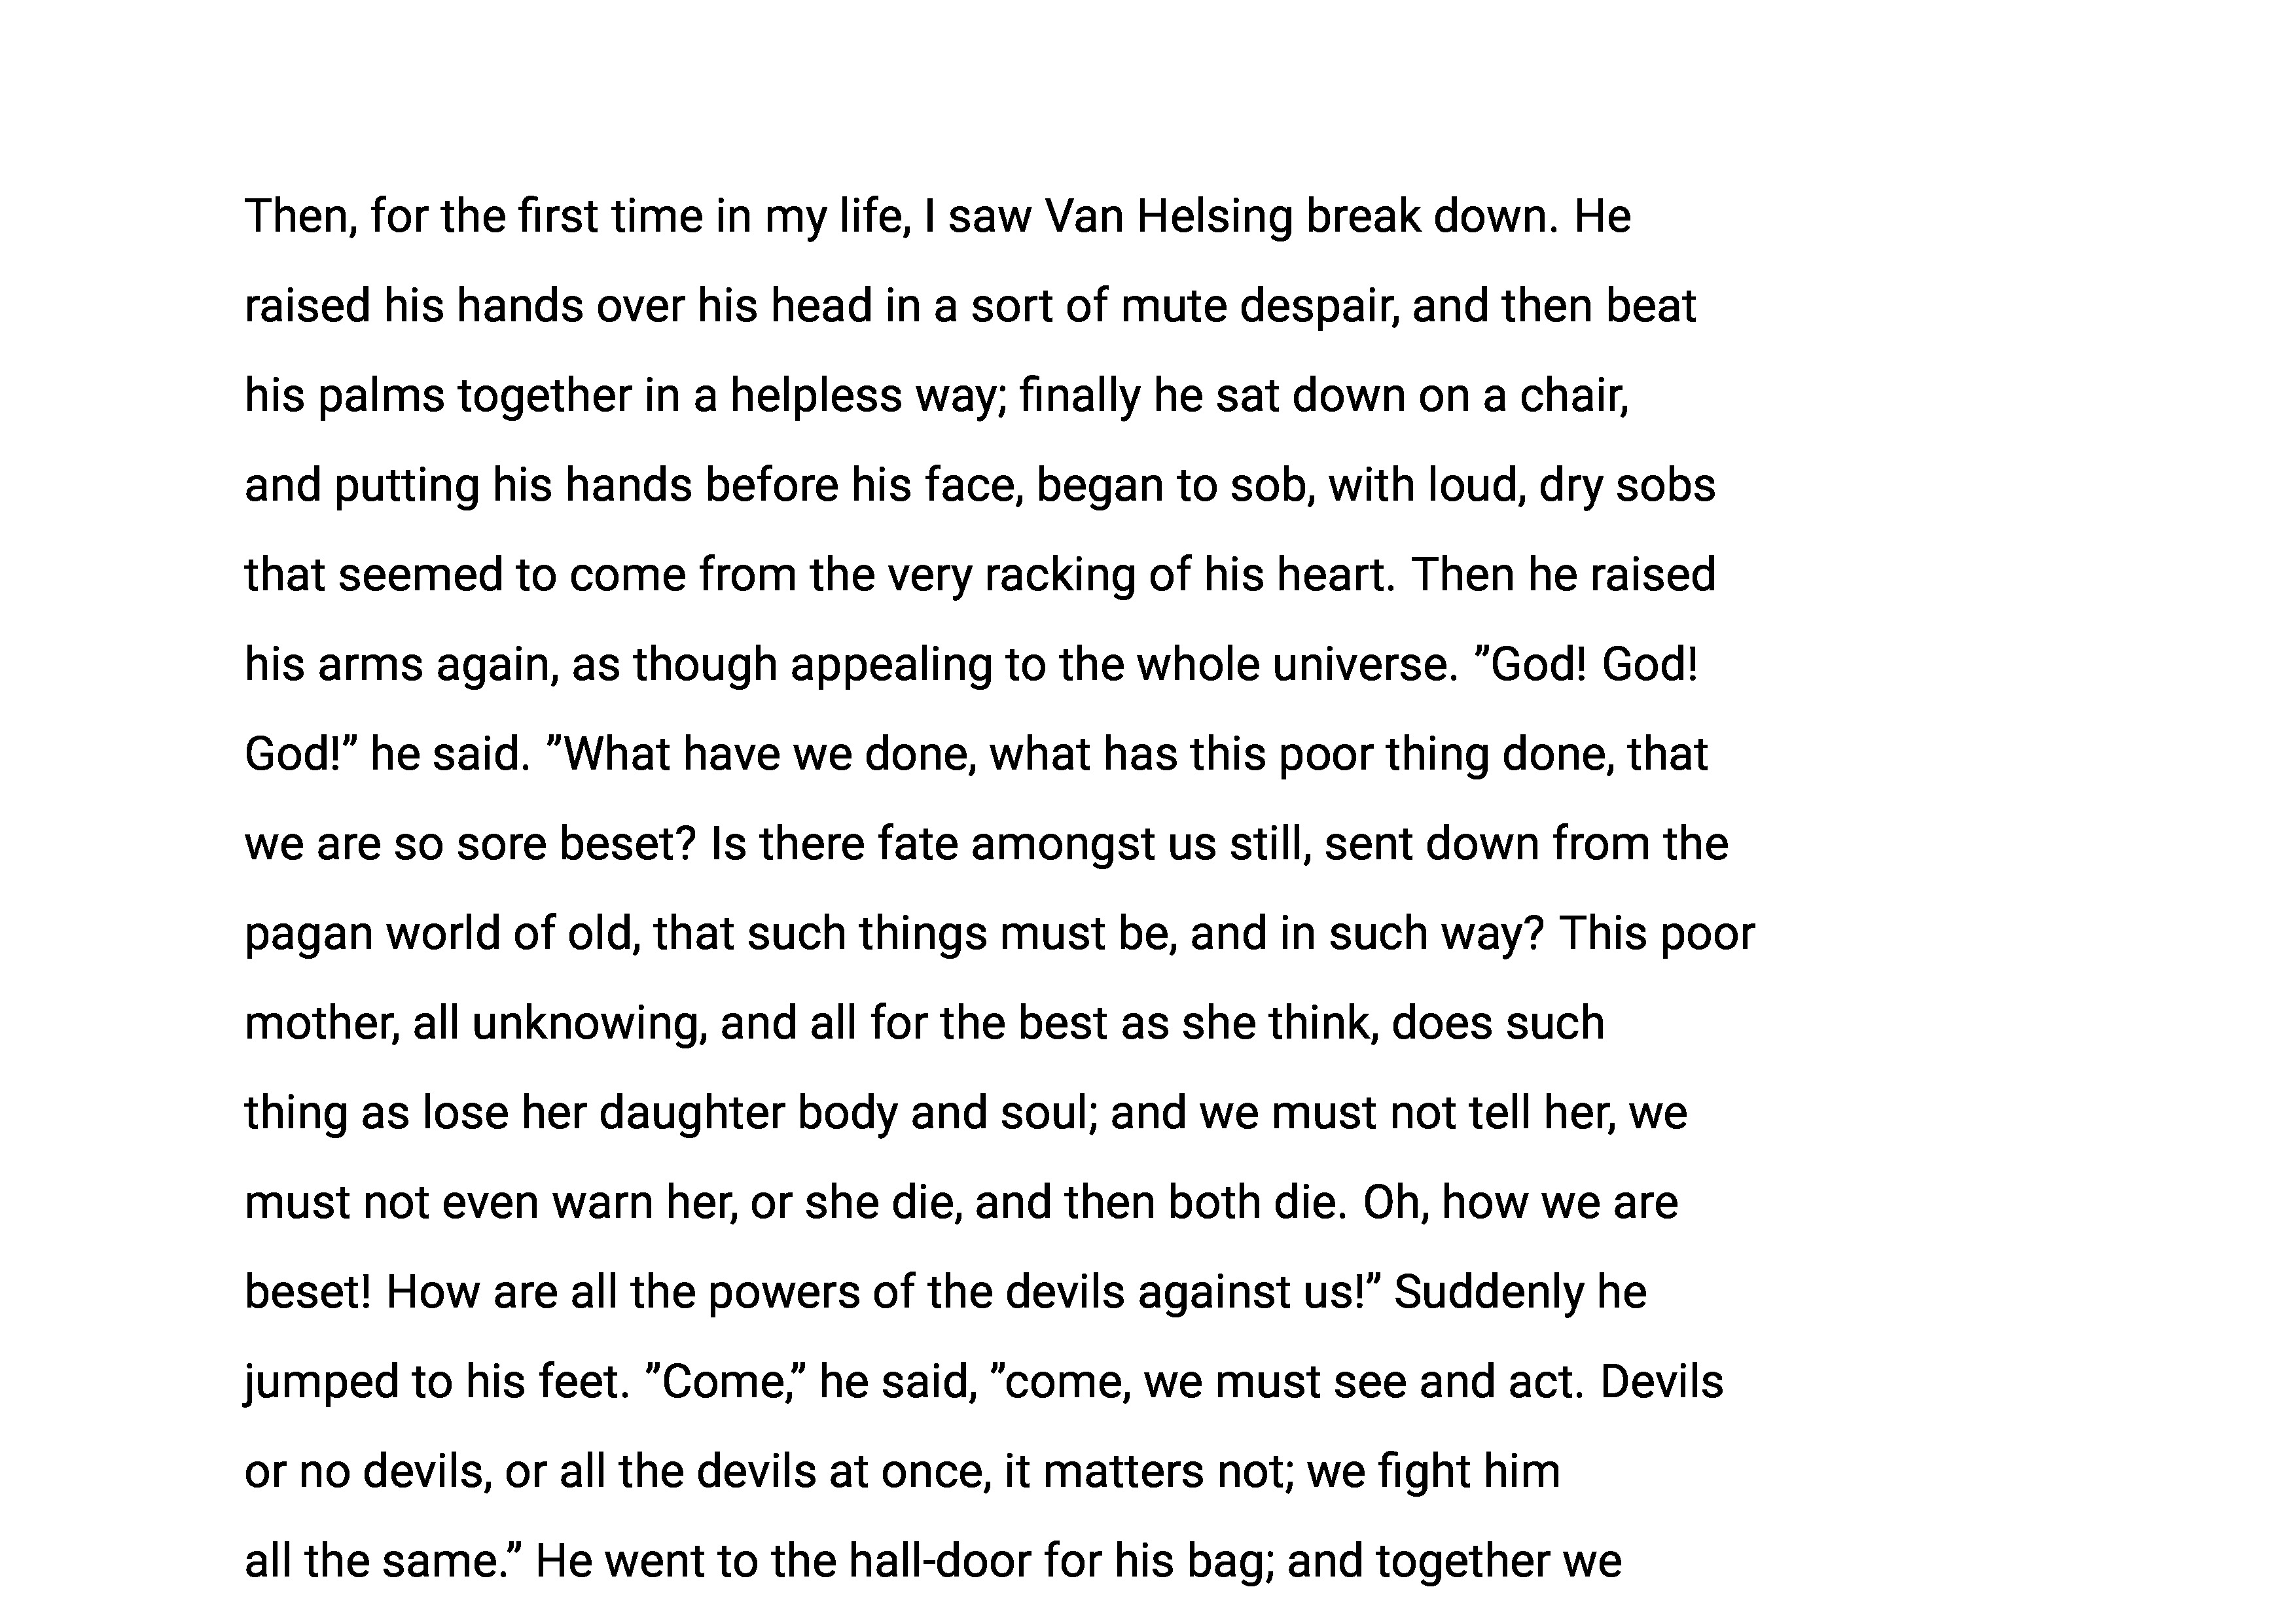 Then, for the first time in my life, I saw Van Helsing break down. He
raised his hands over his head in a sort of mute despair, and then beat
his palms together in a helpless way; finally he sat down on a chair,
and putting his hands before his face, began to sob, with loud, dry sobs
that seemed to come from the very racking of his heart. Then he raised
his arms again, as though appealing to the whole universe. ”God! God!
God!” he said. ”What have we done, what has this poor thing done, that
we are so sore beset? Is there fate amongst us still, sent down from the
pagan world of old, that such things must be, and in such way? This poor
mother, all unknowing, and all for the best as she think, does such
thing as lose her daughter body and soul; and we must not tell her, we
must not even warn her, or she die, and then both die. Oh, how we are
beset! How are all the powers of the devils against us!” Suddenly he
jumped to his feet. ”Come,” he said, ”come, we must see and act. Devils
or no devils, or all the devils at once, it matters not; we fight him
all the same.” He went to the hall-door for his bag; and together we